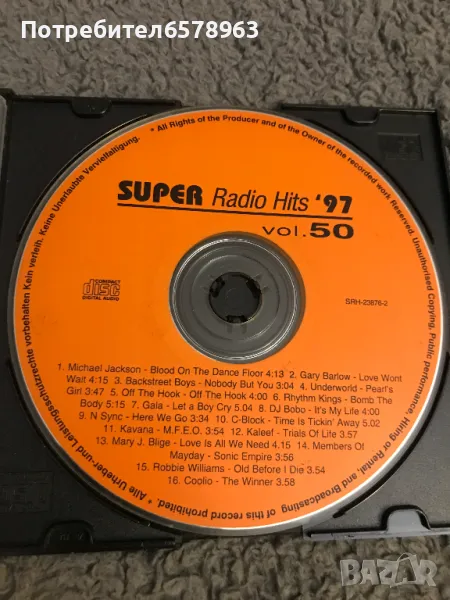 Потребител6578963
* All Rights of the Producer and of the Owner of the recorded work Reserved. Unauthorised Copying, Public performance, Hiring or Rental, and Broadcasting of this record prohibited. * Alle Urheber-und Leistungsschutzrechte vorbehalten Kein verleih. Keine Unerlaubte Vervielfaltigung.
SUPER Radio Hits '97
vol.50
COMPACT
disc
DIGITAL AUDIO
SRH-23876-2
1. Michael Jackson - Blood On The Dance Floor 4:13 2. Gary Barlow - Love Wont
Wait 4:15 3. Backstreet Boys - Nobody But You 3:04 4. Underworld - Pearl's
Girl 3:47 5. Off The Hook - Off The Hook 4:00 6. Rhythm Kings - Bomb The
Body 5:15 7. Gala - Let a Boy Cry 5.04 8. DJ Bobo - It's My Life 4:00
9. N Sync - Here We Go 3:34 10. C-Block - Time Is Tickin' Away 5.02
11. Kavana - M.F.E.O. 3.34 12. Kaleef - Trials Of Life 3.57
13. Mary J. Blige - Love Is All We Need 4.15 14. Members Of
Mayday - Sonic Empire 3.56
15. Robbie Williams - Old Before I Die 3.54
16. Coolio - The Winner 3.58
BAZAR
bg